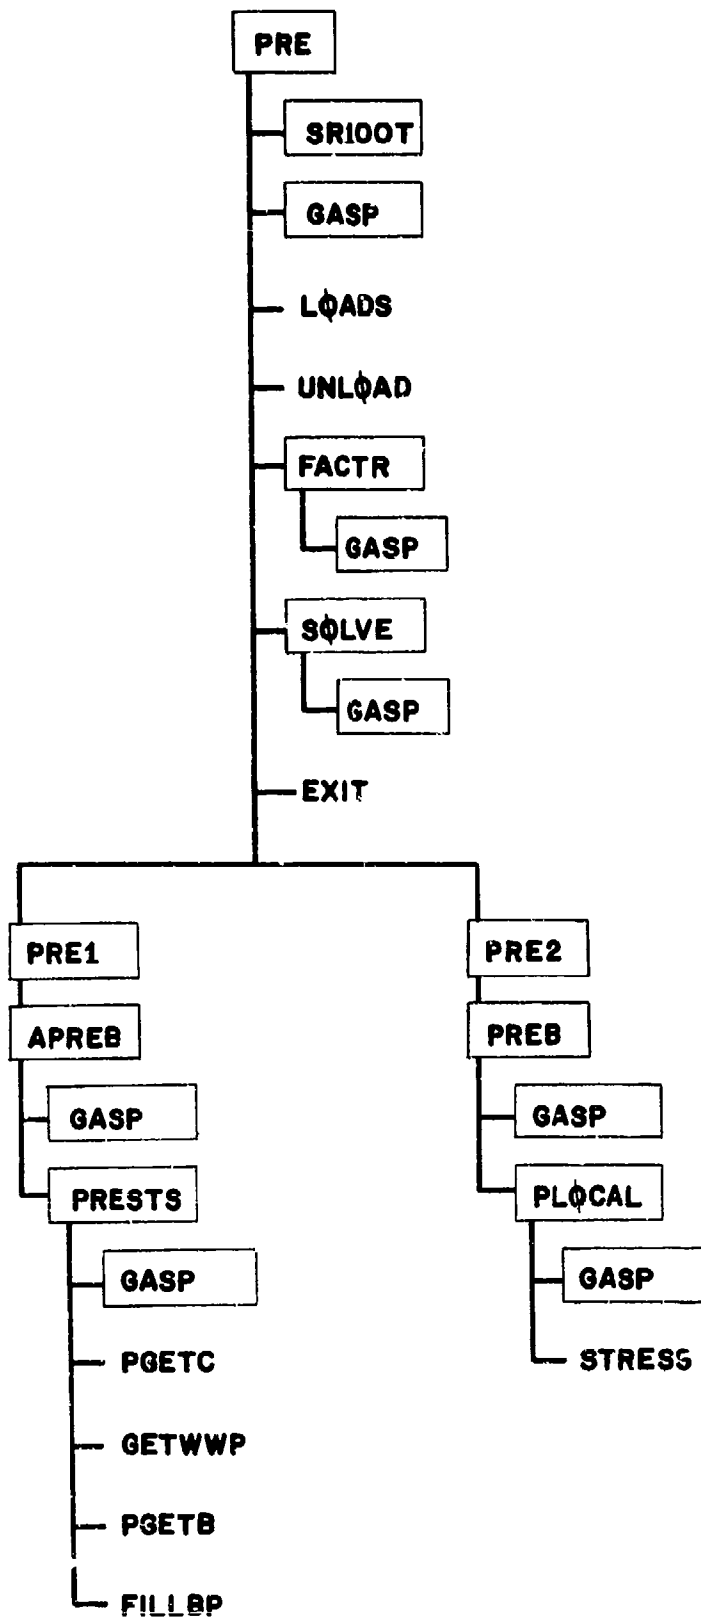 PRE
SR100T
GASP
LØADS
UNLØAD
FACTR
GASP
SØLVE
GASP
EXIT
PRE1
PRE2
APREB
PREB
GASP
GASP
PRESTS
PLØCAL
GASP
GASP
PGETC
STRESS
GETWWP
PGETB
FILLBP